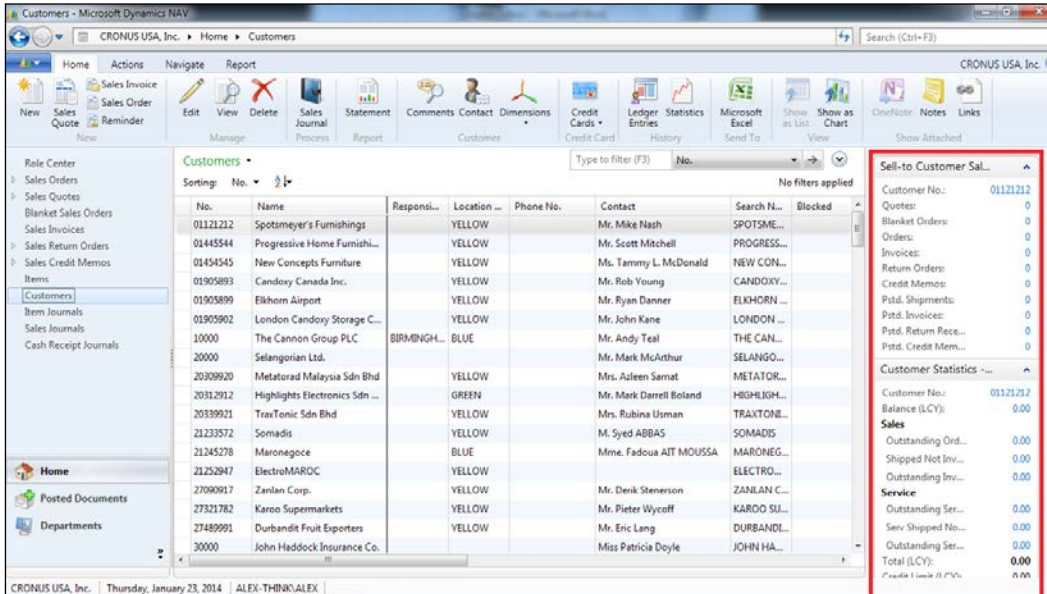 Customers - Microsoft Dynamics NAV
CRONUS USA, Inc. ▸ Home ▸ Customers
Search (Ctrl+F3)
Home Actions Navigate Report
CRONUS USA, Inc.
New
Sales Quote
Sales Invoice
Sales Order
Reminder
New
Edit View Delete
Manage
Sales Journal
Process
Statement
Report
Comments Contact Dimensions
Customer
Credit Cards
Credit Card
Ledger Entries Statistics
History
Microsoft Excel
Send To
Show as List Show as Chart
View
OneNote Notes Links
Show Attached
Role Center
Sales Orders
Sales Quotes
Blanket Sales Orders
Sales Invoices
Sales Return Orders
Sales Credit Memos
Items
Customers
Item Journals
Sales Journals
Cash Receipt Journals
Home
Posted Documents
Departments
Customers
Type to filter (F3) No.
Sorting: No.
No filters applied
No. Name Responsi... Location ... Phone No. Contact Search N... Blocked
01121212 Spotsmeyer's Furnishings YELLOW Mr. Mike Nash SPOTSME...
01445544 Progressive Home Furnishi... YELLOW Mr. Scott Mitchell PROGRESS...
01454545 New Concepts Furniture YELLOW Ms. Tammy L. McDonald NEW CON...
01905893 Candoxy Canada Inc. YELLOW Mr. Rob Young CANDOXY...
01905899 Elkhorn Airport YELLOW Mr. Ryan Danner ELKHORN ...
01905902 London Candoxy Storage C... YELLOW Mr. John Kane LONDON ...
10000 The Cannon Group PLC BIRMINGH... BLUE Mr. Andy Teal THE CAN...
20000 Selangorian Ltd. Mr. Mark McArthur SELANGO...
20309920 Metatorad Malaysia Sdn Bhd YELLOW Mrs. Azleen Samat METATOR...
20312912 Highlights Electronics Sdn ... GREEN Mr. Mark Darrell Boland HIGHLIGH...
20339921 TraxTonic Sdn Bhd YELLOW Mrs. Rubina Usman TRAXTONI...
21233572 Somadis YELLOW M. Syed ABBAS SOMADIS
21245278 Maronegoce BLUE Mme. Fadoua AIT MOUSSA MARONEG...
21252947 ElectroMAROC YELLOW ELECTRO...
27090917 Zanlan Corp. YELLOW Mr. Derik Stenerson ZANLAN C...
27321782 Karoo Supermarkets YELLOW Mr. Pieter Wycoff KAROO SU...
27489991 Durbandit Fruit Exporters YELLOW Mr. Eric Lang DURBANDI...
30000 John Haddock Insurance Co. Miss Patricia Doyle JOHN HA...
Sell-to Customer Sal...
Customer No.: 01121212
Quotes: 0
Blanket Orders: 0
Orders: 0
Invoices: 0
Return Orders: 0
Credit Memos: 0
Pstd. Shipments: 0
Pstd. Invoices: 0
Pstd. Return Rece... 0
Pstd. Credit Mem... 0
Customer Statistics -...
Customer No.: 01121212
Balance (LCY): 0.00
Sales
Outstanding Ord... 0.00
Shipped Not Inv... 0.00
Outstanding Inv... 0.00
Service
Outstanding Ser... 0.00
Serv Shipped No... 0.00
Outstanding Ser... 0.00
Total (LCY): 0.00
Credit Limit (LCY): 0.00
CRONUS USA, Inc. Thursday, January 23, 2014 ALEX-THINK\ALEX